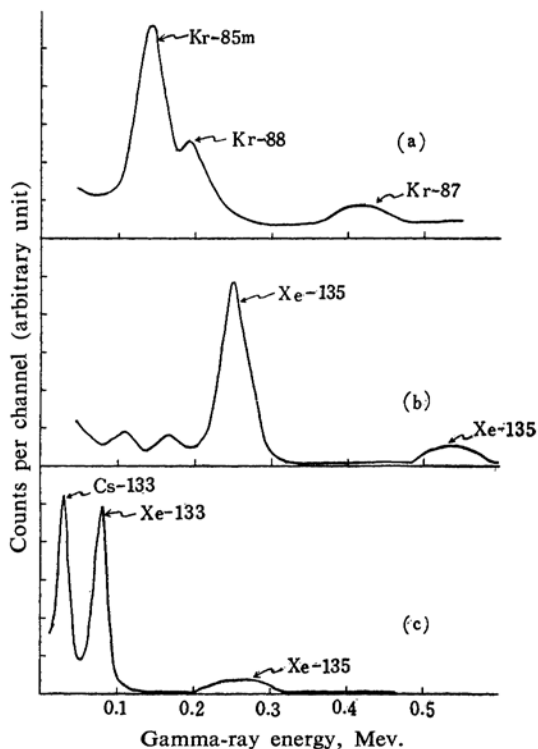 Counts per channel (arbitrary unit)
Kr-85m
Kr-88
(a)
Kr-87
Xe-135
(b)
Xe-135
Cs-133
Xe-133
(c)
Xe-135
0.1 0.2 0.3 0.4 0.5
Gamma-ray energy, Mev.